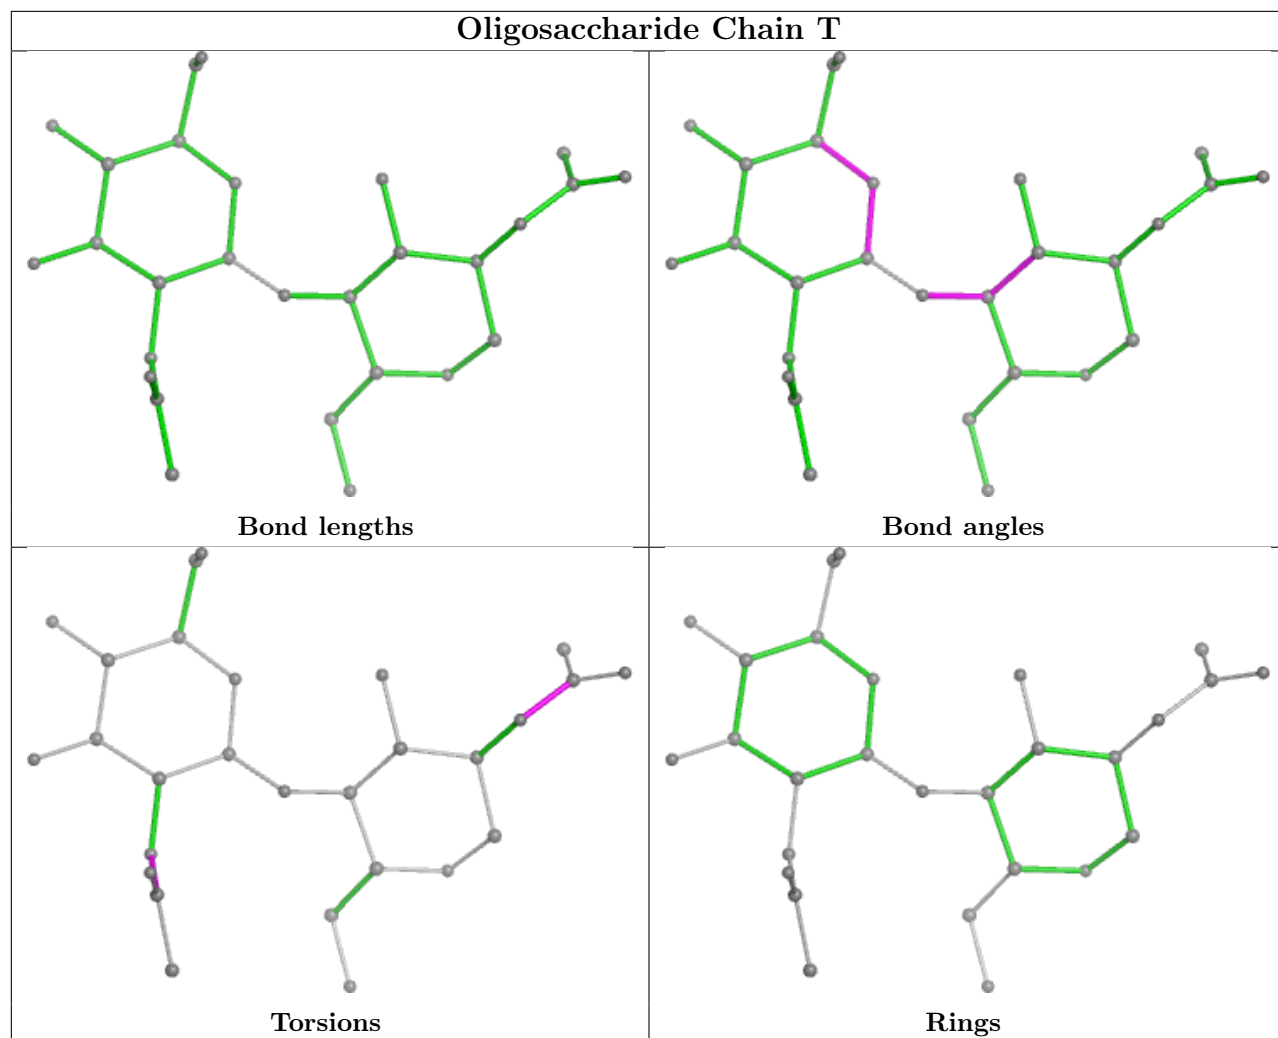 Oligosaccharide Chain T
Bond lengths
Bond angles
Torsions
Rings